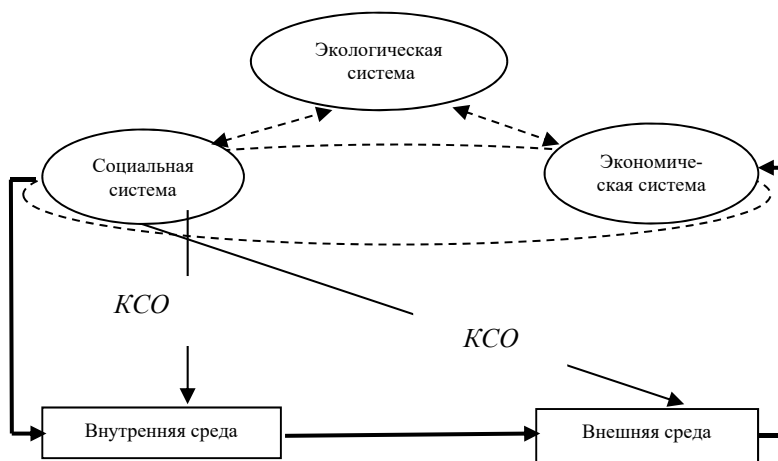 Экологическая
система
Социальная
система
Экономиче-
ская система
КСО
КСО
Внутренняя среда
Внешняя среда